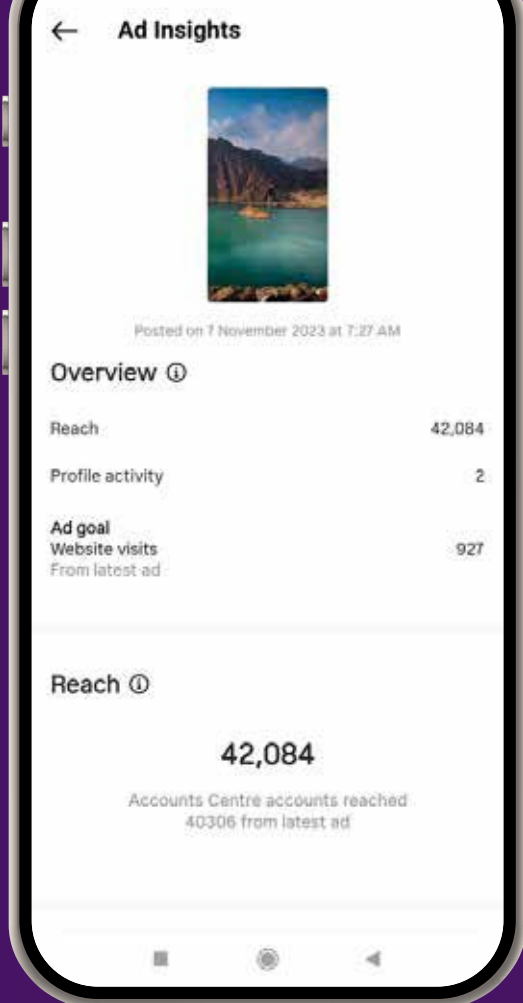 Ad Insights
Posted on 7 November 2023 at 7:27 AM
Overview
Reach 42,084
Profile activity 2
Ad goal
Website visits 927
From latest ad
Reach
42,084
Accounts Centre accounts reached
40306 from latest ad